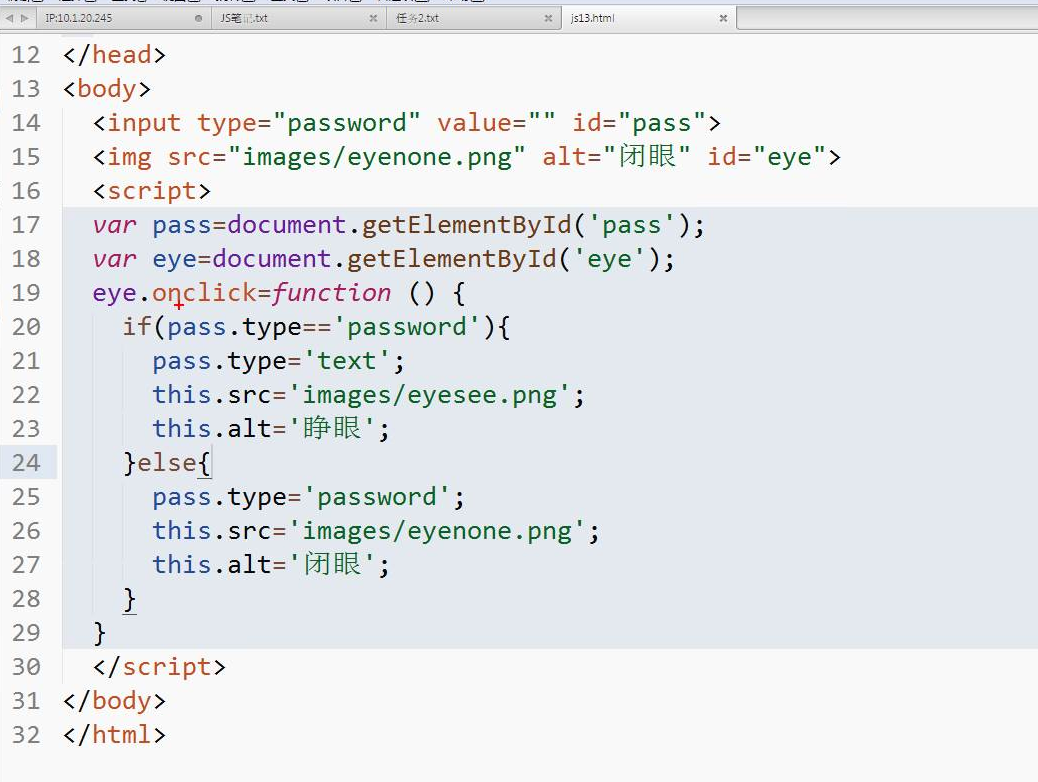 IP:10.1.20.245
JS笔记.txt
任务2.txt
js13.html
12 </head>
13 <body>
14 <input type="password" value="" id="pass">
15 <img src="images/eyenone.png" alt="闭眼" id="eye">
16 <script>
17 var pass=document.getElementById('pass');
18 var eye=document.getElementById('eye');
19 eye.onclick=function () {
20 if(pass.type=='password'){
21 pass.type='text';
22 this.src='images/eyesee.png';
23 this.alt='睁眼';
24 }else{
25 pass.type='password';
26 this.src='images/eyenone.png';
27 this.alt='闭眼';
28 }
29 }
30 </script>
31 </body>
32 </html>